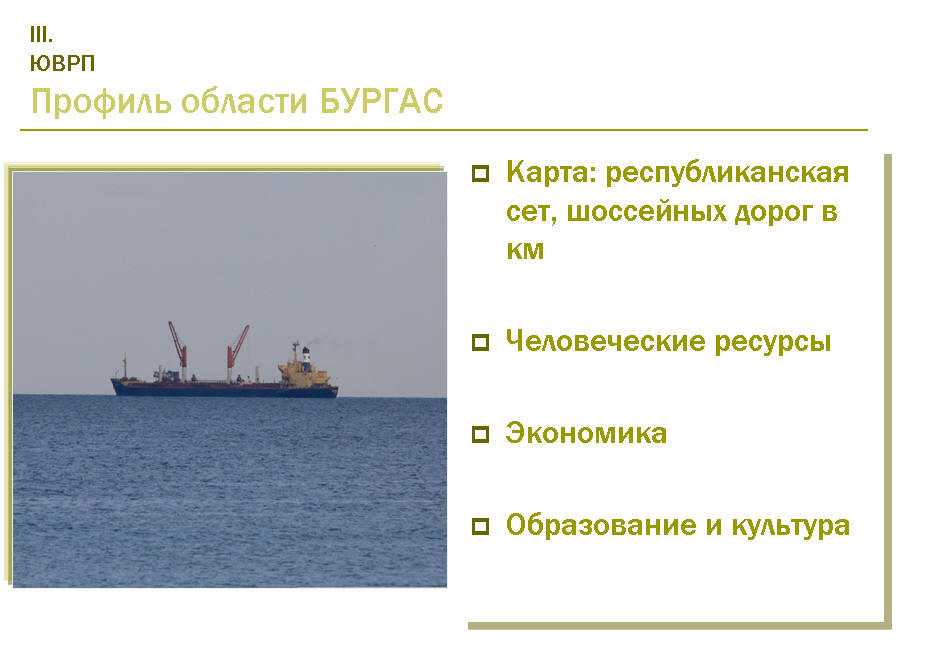 III.
ЮВРП
Профиль области БУРГАС
Карта: республиканская
сет, шоссейных дорог в
км
Человеческие ресурсы
Экономика
Образование и культура